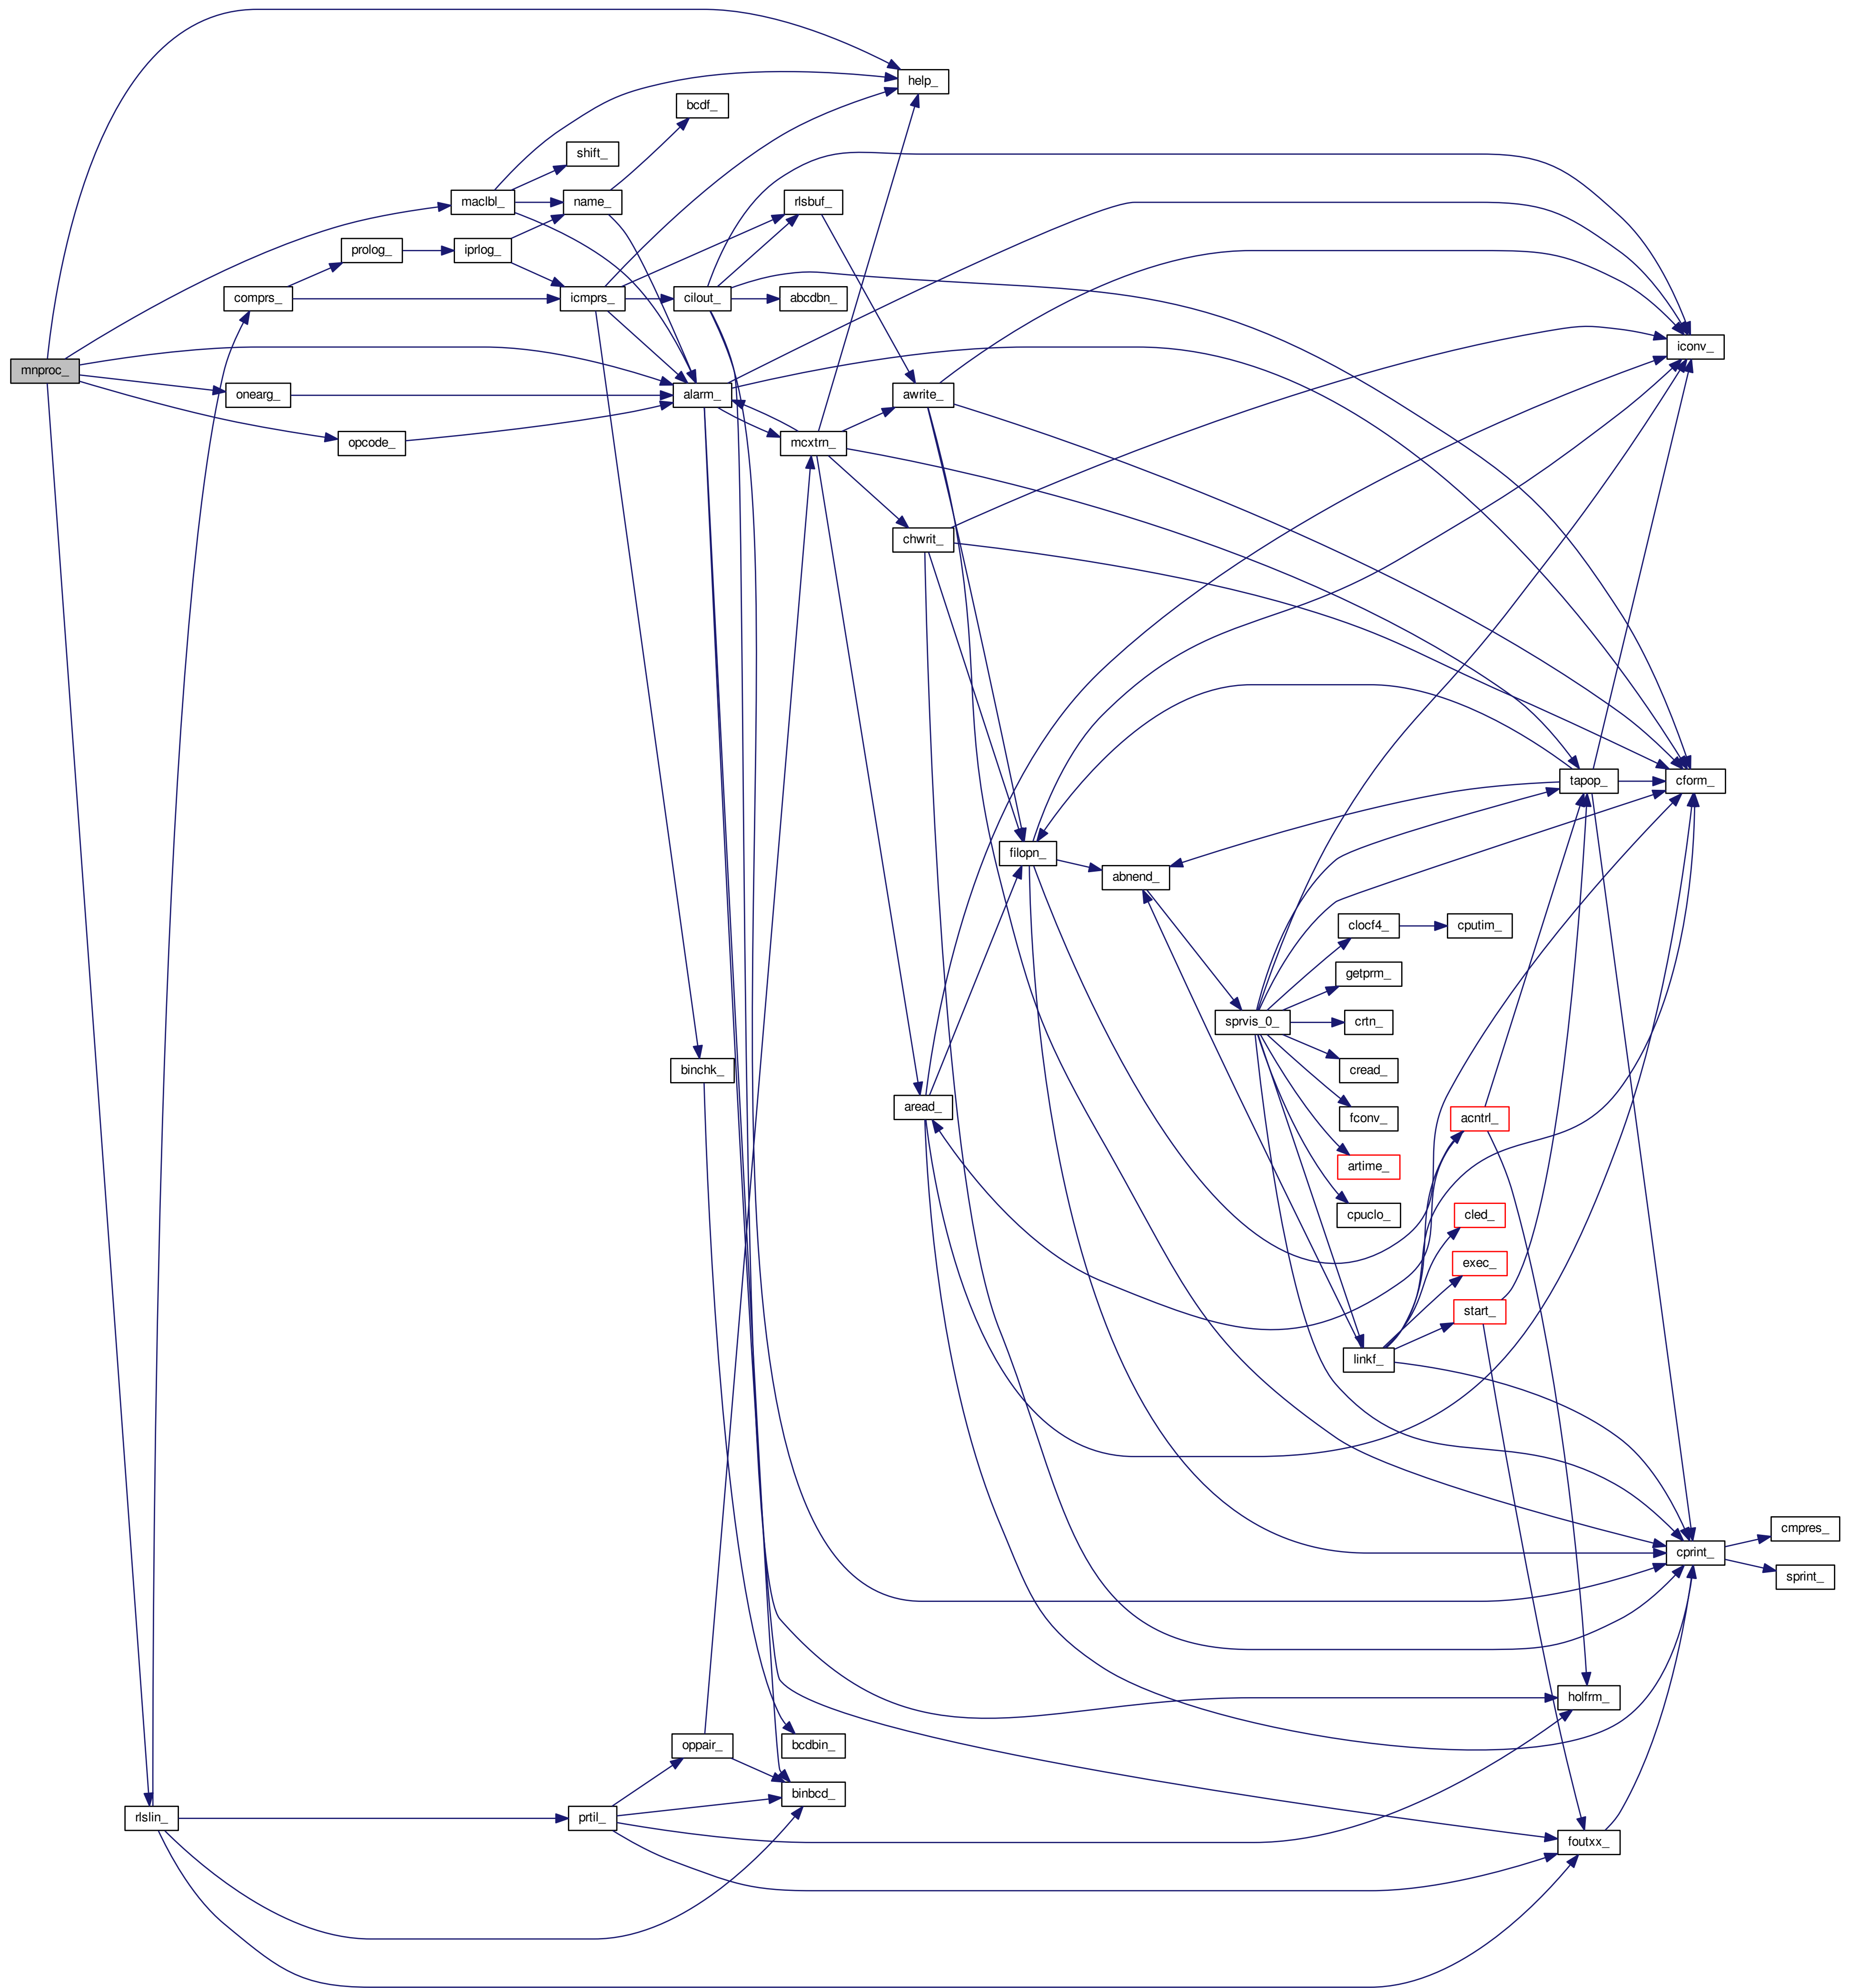 help_
bcdf_
shift_
maclbl_
name_
rlsbuf_
prolog_
iprlog_
comprs_
icmprs_
cilout_
abcdbn_
iconv_
mnproc_
onearg_
alarm_
awrite_
opcode_
mcxtrn_
chwrit_
tapop_
cform_
filopn_
abnend_
clocf4_
cputim_
getprm_
sprvis_0_
crtn_
binchk_
cread_
aread_
fconv_
acntrl_
artime_
cpuclo_
cled_
exec_
start_
linkf_
cmpres_
cprint_
sprint_
holfrm_
oppair_
bcdbin_
binbcd_
rlslin_
prtil_
foutxx_